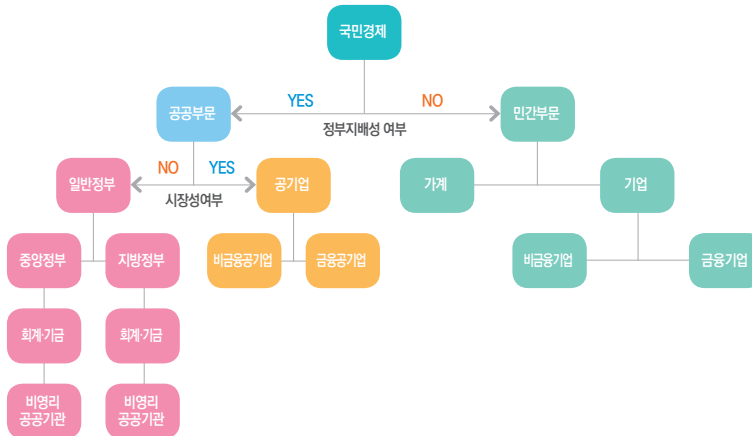 국민경제
공공부문
YES
NO
민간부문
정부지배성 여부
일반정부
NO
YES
공기업
가계
기업
시장성여부
중앙정부
지방정부
비금융공기업
금융공기업
비금융기업
금융기업
회계·기금
회계·기금
비영리
공공기관
비영리
공공기관